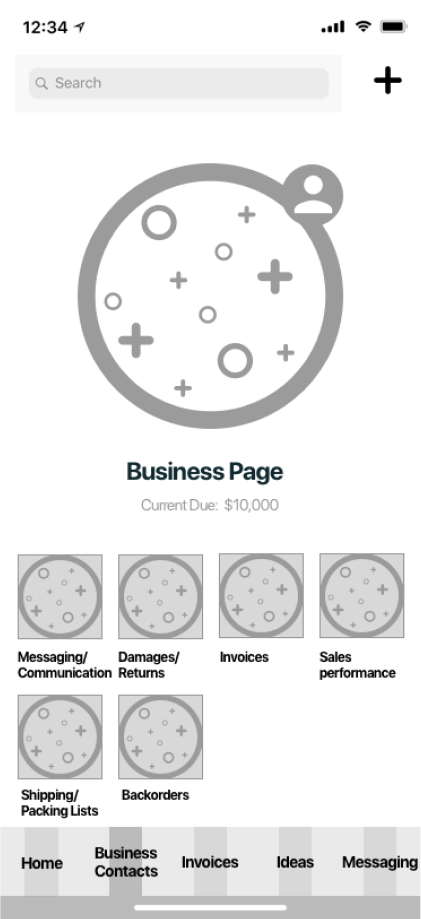 12:34
Search
Business Page
Current Due: $10,000
Messaging/
Communication
Damages/
Returns
Invoices
Sales
performance
Shipping/
Packing Lists
Backorders
Home
Business
Contacts
Invoices
Ideas
Messaging